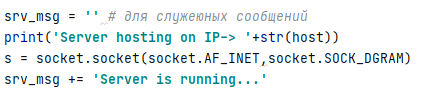 srv_msg = '' # для служеюных сообщений
print('Server hosting on IP-> '+str(host))
s = socket.socket(socket.AF_INET,socket.SOCK_DGRAM)
srv_msg += 'Server is running...'